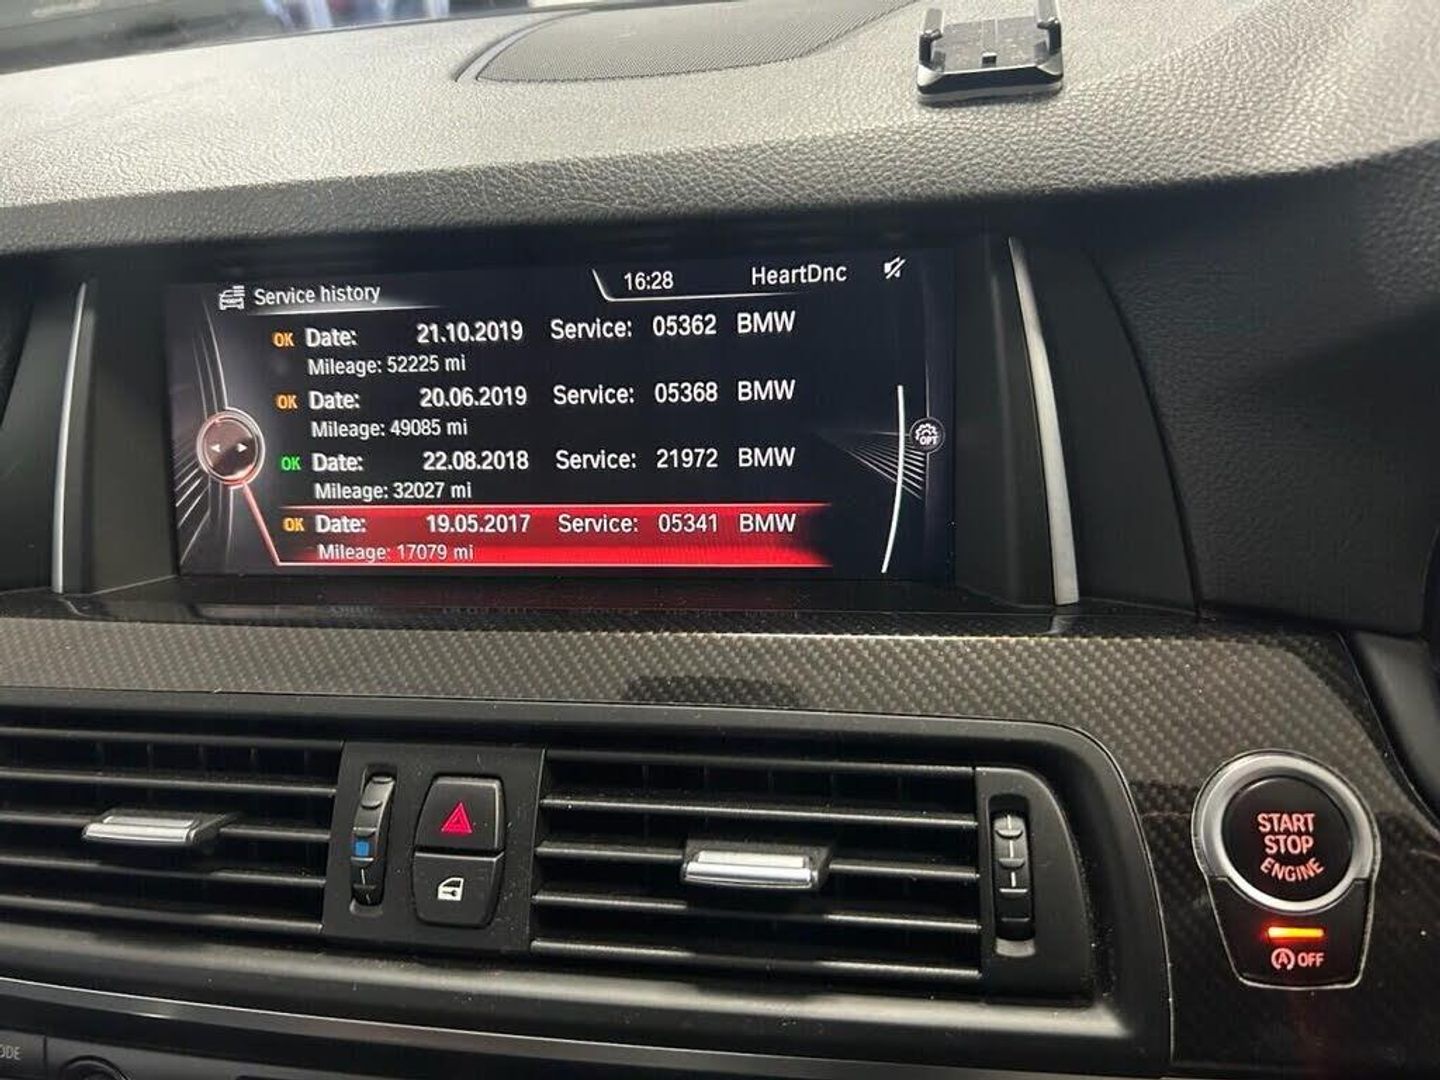 Service history
16:28
HeartDnc
OK Date: 21.10.2019 Service: 05362 BMW
Mileage: 52225 mi
OK Date: 20.06.2019 Service: 05368 BMW
Mileage: 49085 mi
OK Date: 22.08.2018 Service: 21972 BMW
Mileage: 32027 mi
OK Date: 19.05.2017 Service: 05341 BMW
Mileage: 17079 mi
OPT
START
STOP
ENGINE
A OFF